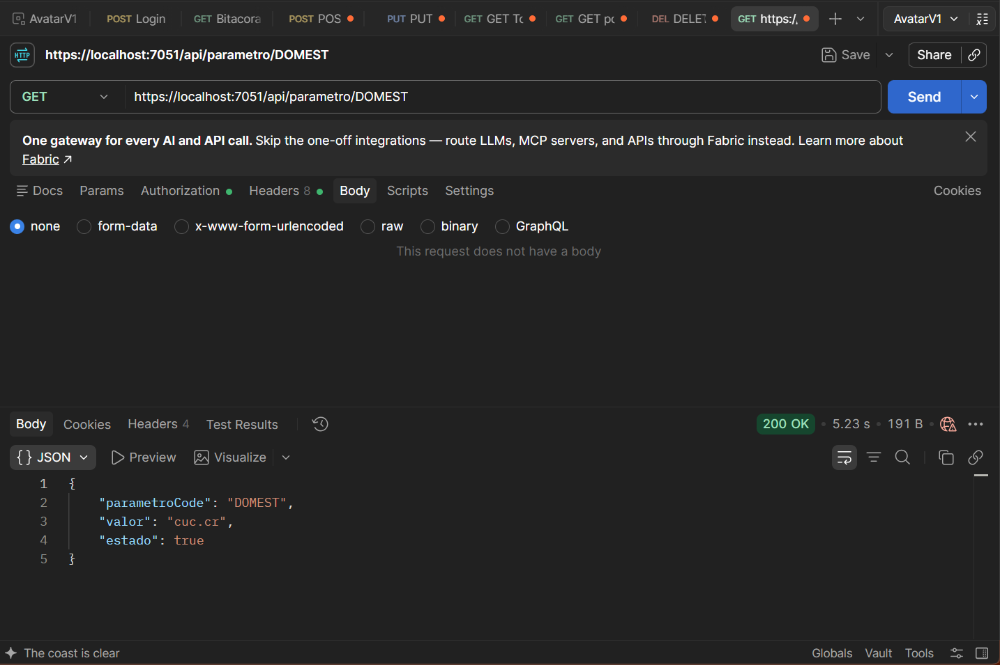 AvatarV1 POST Login GET Bitacora POST POS PUT PUT GET GET Tc GET GET pc DEL DELET GET https:/, AvatarV1
HTTP https://localhost:7051/api/parametro/DOMEST Save Share
GET https://localhost:7051/api/parametro/DOMEST Send
One gateway for every AI and API call. Skip the one-off integrations — route LLMs, MCP servers, and APIs through Fabric instead. Learn more about
Fabric ↗
Docs Params Authorization Headers 8 Body Scripts Settings Cookies
none form-data x-www-form-urlencoded raw binary GraphQL
This request does not have a body
Body Cookies Headers 4 Test Results 200 OK • 5.23 s • 191 B •
{} JSON Preview Visualize
1 {
2 "parametroCode": "DOMEST",
3 "valor": "cuc.cr",
4 "estado": true
5 }
The coast is clear Globals Vault Tools